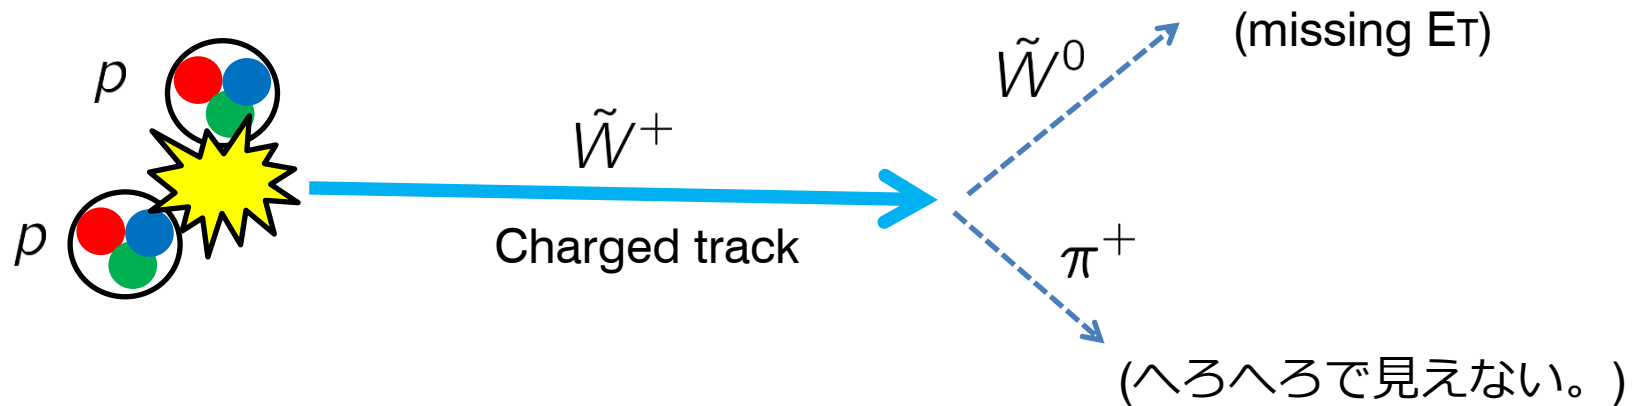 (missing ET)
W̃⁰
p
W̃⁺
p
Charged track
π⁺
(へろへろで見えない。)